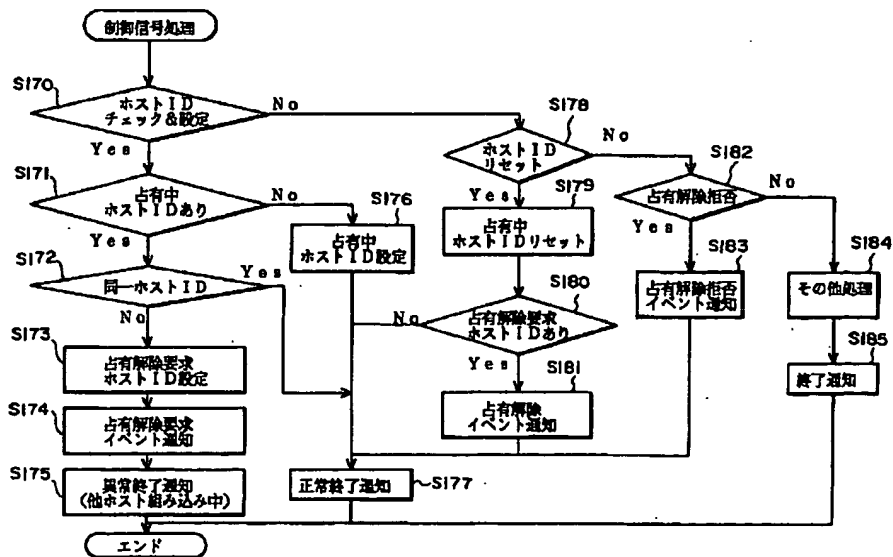 制御信号処理
S170
ホストID
チェック&設定
No
Yes
S171
占有中
ホストIDあり
No
Yes
S172
同一ホストID
Yes
No
S173
占有解除要求
ホストID設定
S174
占有解除要求
イベント通知
S175
異常終了通知
(他ホスト組み込み中)
エンド
S176
占有中
ホストID設定
正常終了通知
S177
S178
ホストID
リセット
No
Yes
S179
占有中
ホストIDリセット
S180
占有解除要求
ホストIDあり
No
Yes
S181
占有解除
イベント通知
S182
占有解除拒否
No
Yes
S183
占有解除拒否
イベント通知
S184
その他処理
S185
終了通知